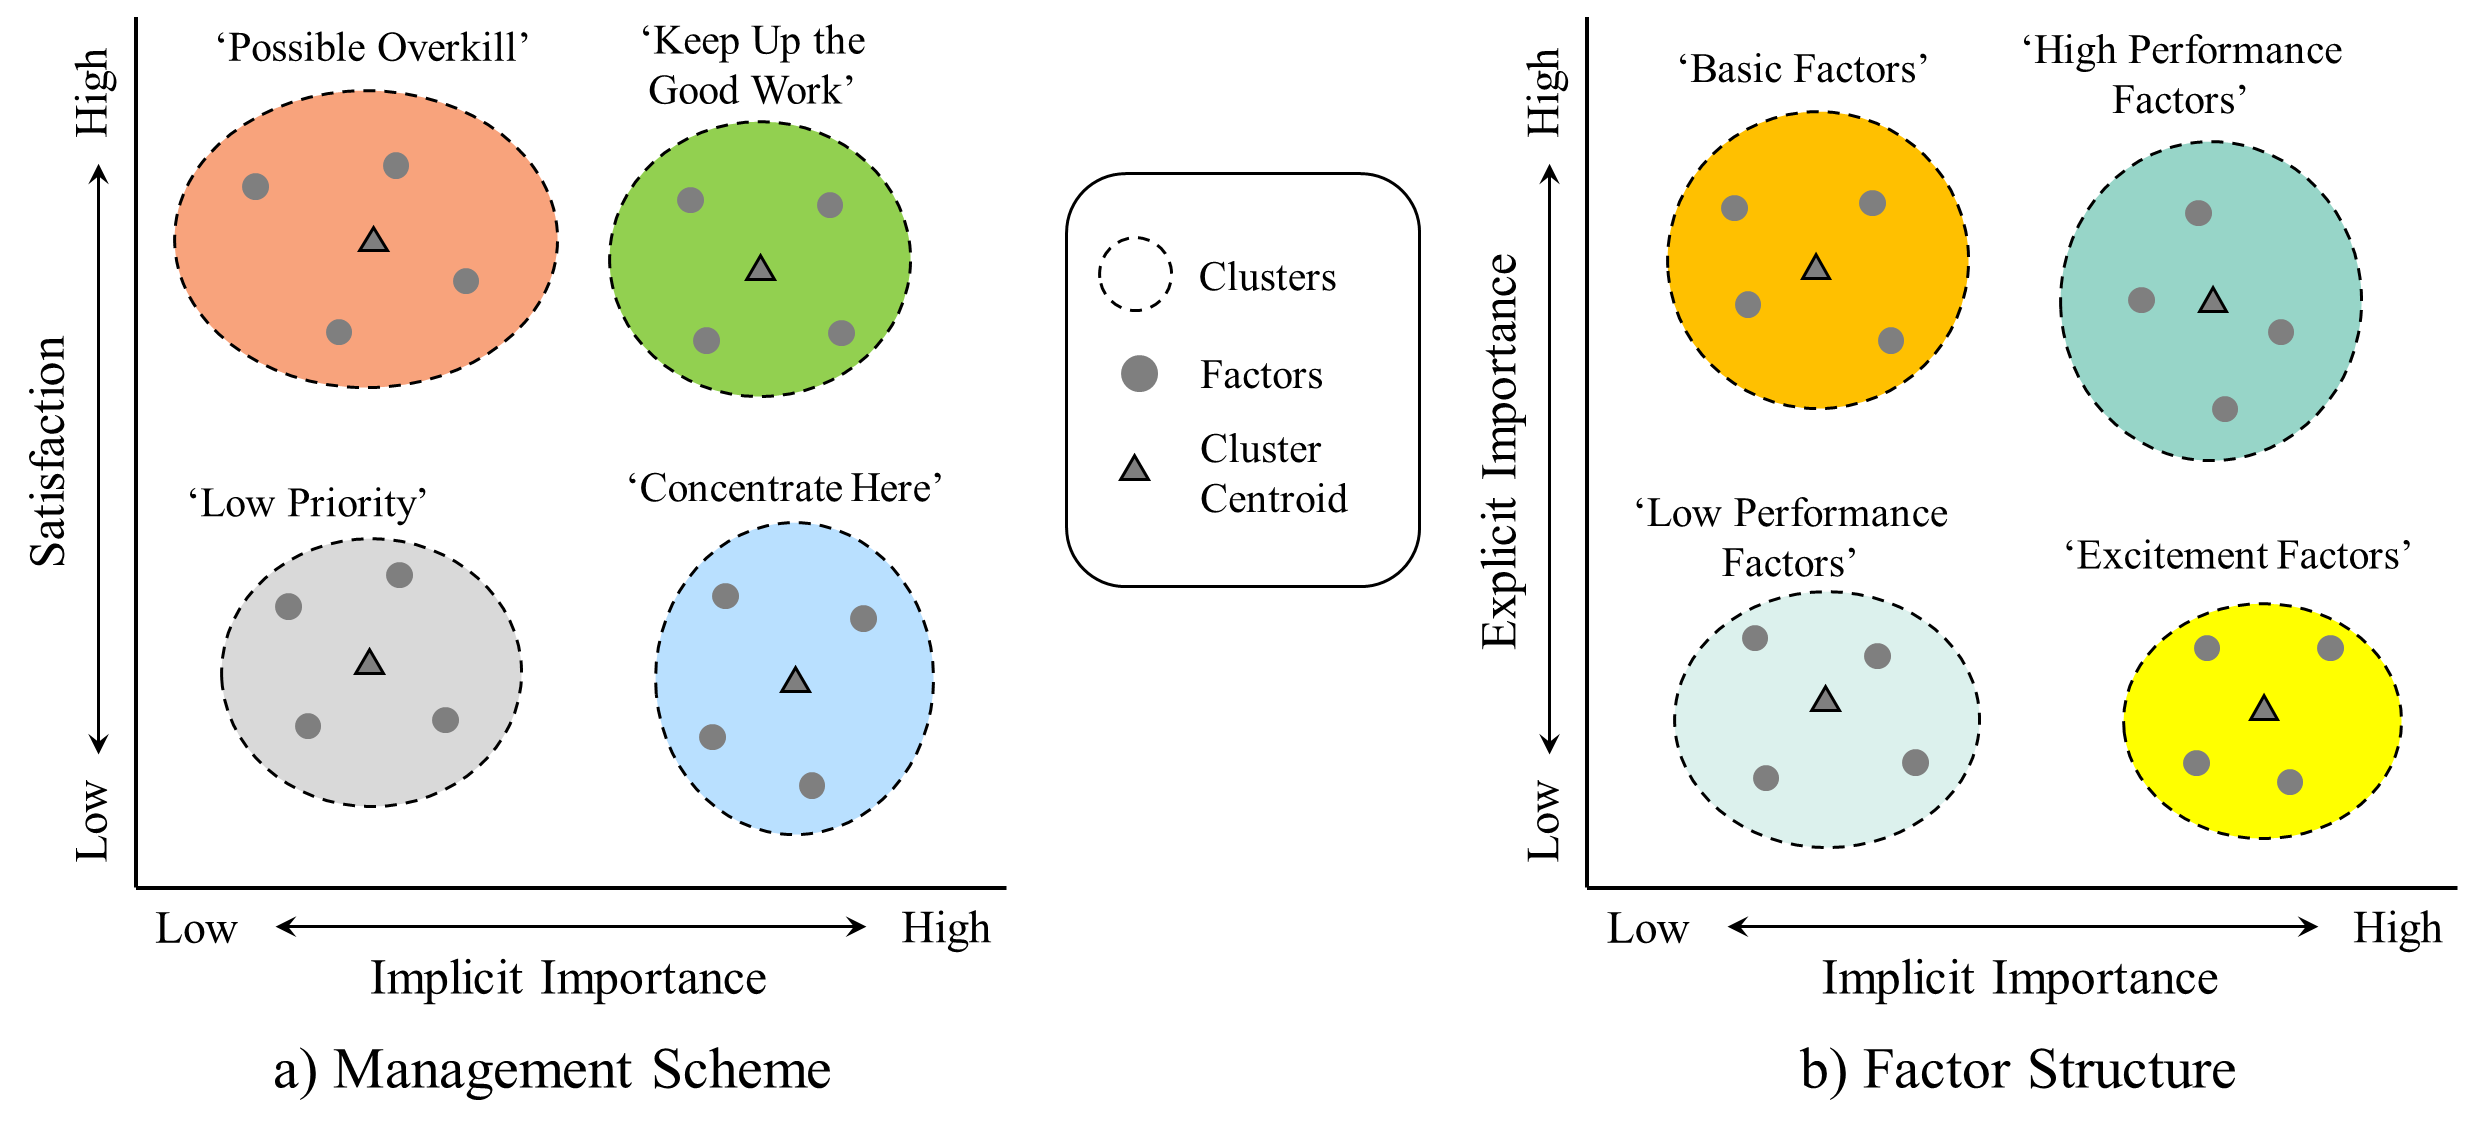 ‘Possible Overkill’
‘Keep Up the
Good Work’
‘Low Priority’
‘Concentrate Here’
High
Satisfaction
Low
Low
High
Implicit Importance
a) Management Scheme
Clusters
Factors
Cluster
Centroid
‘Basic Factors’
‘High Performance
Factors’
‘Low Performance
Factors’
‘Excitement Factors’
High
Explicit Importance
Low
Low
High
Implicit Importance
b) Factor Structure